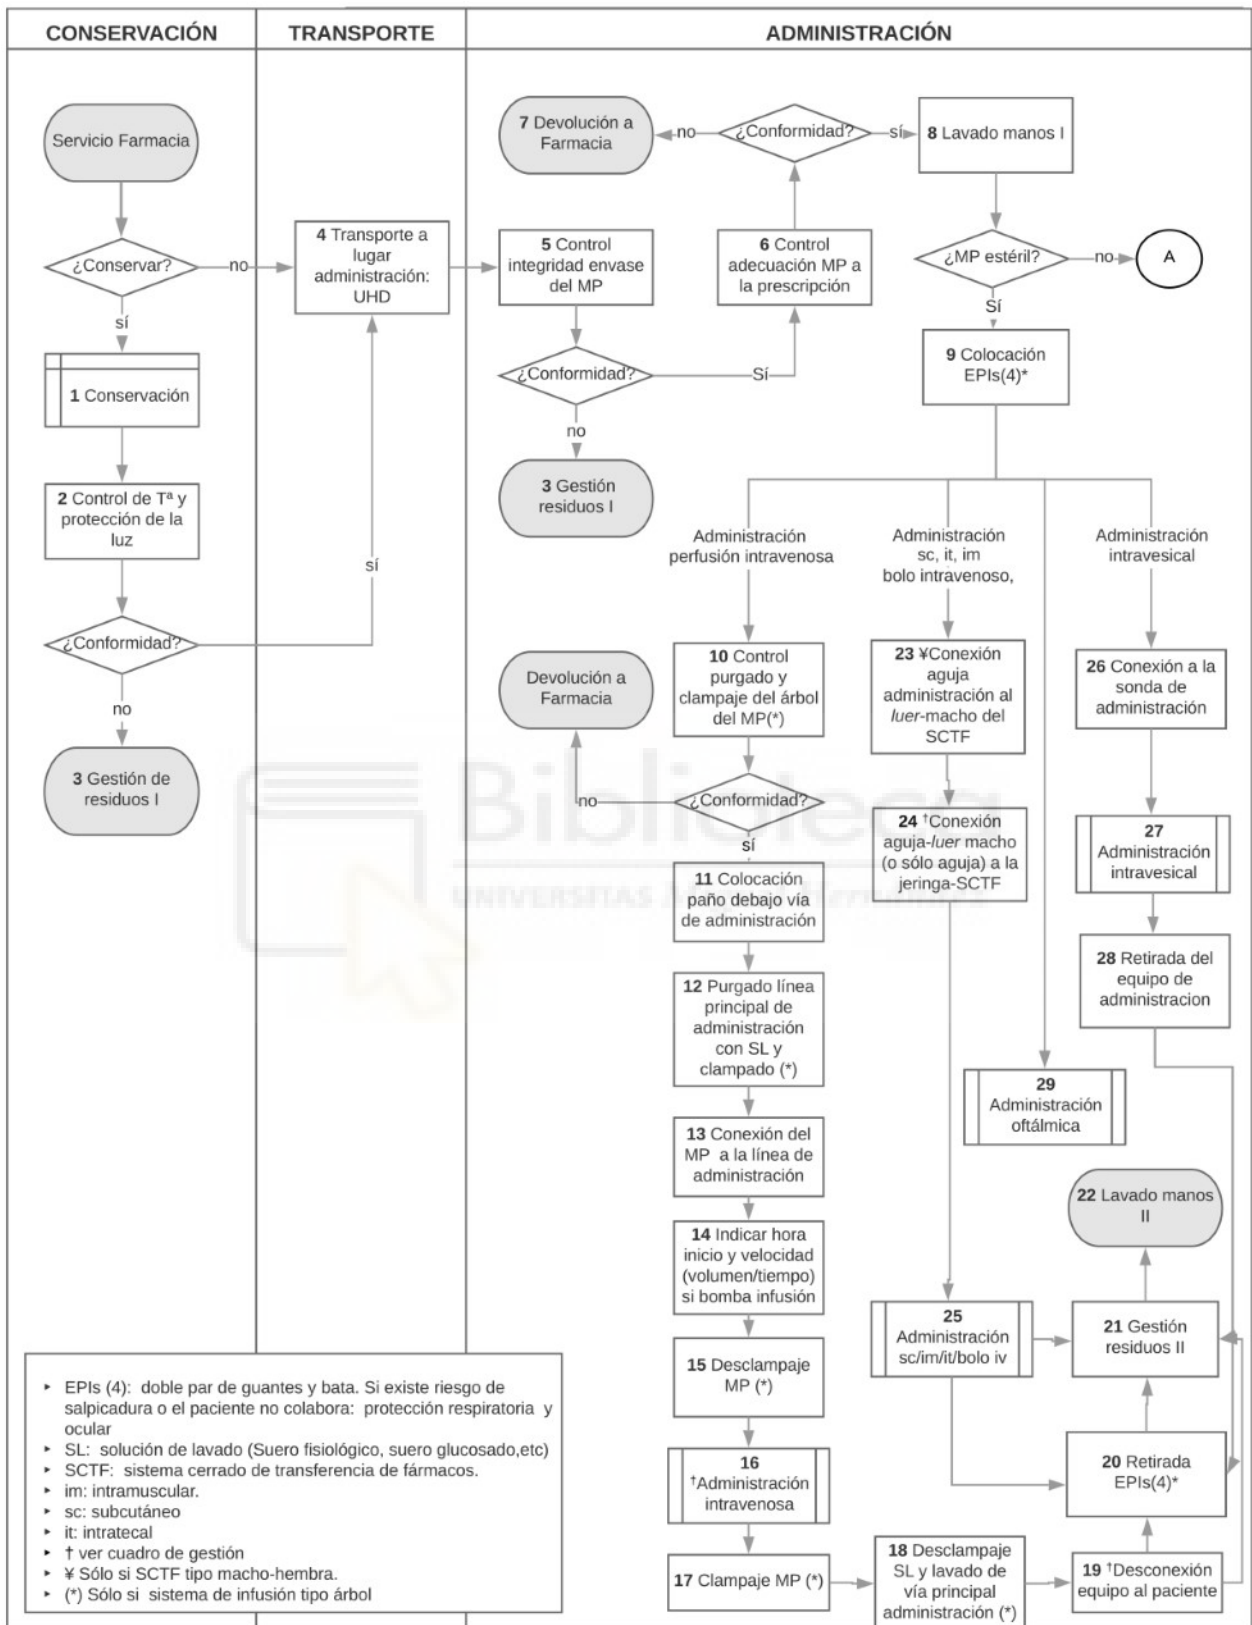 CONSERVACIÓN
TRANSPORTE
ADMINISTRACIÓN
Servicio Farmacia
¿Conservar?
no
sí
1 Conservación
2 Control de Tª y
protección de la
luz
¿Conformidad?
sí
no
3 Gestión de
residuos I
4 Transporte a
lugar
administración:
UHD
5 Control
integridad envase
del MP
¿Conformidad?
Sí
no
3 Gestión
residuos I
6 Control
adecuación MP a
la prescripción
¿Conformidad?
no
sí
7 Devolución a
Farmacia
8 Lavado manos I
¿MP estéril?
no
A
Sí
9 Colocación
EPIs(4)*
Administración
perfusión intravenosa
Administración
sc, it, im
bolo intravenoso,
Administración
intravesical
10 Control
purgado y
clampaje del árbol
del MP(*)
¿Conformidad?
no
Devolución a
Farmacia
sí
11 Colocación
paño debajo vía
de administración
12 Purgado línea
principal de
administración
con SL y
clampado (*)
13 Conexión del
MP a la línea de
administración
14 Indicar hora
inicio y velocidad
(volumen/tiempo)
si bomba infusión
15 Desclampaje
MP (*)
16
†Administración
intravenosa
17 Clampaje MP (*)
18 Desclampaje
SL y lavado de
vía principal
administración (*)
19 †Desconexión
equipo al paciente
20 Retirada
EPIs(4)*
21 Gestión
residuos II
22 Lavado manos
II
23 ¥Conexión
aguja
administración al
luer-macho del
SCTF
24 †Conexión
aguja-luer macho
(o sólo aguja) a la
jeringa-SCTF
25
Administración
sc/im/it/bolo iv
26 Conexión a la
sonda de
administración
27
Administración
intravesical
28 Retirada del
equipo de
administracion
29
Administración
oftálmica
‣ EPIs (4): doble par de guantes y bata. Si existe riesgo de
salpicadura o el paciente no colabora: protección respiratoria y
ocular
‣ SL: solución de lavado (Suero fisiológico, suero glucosado,etc)
‣ SCTF: sistema cerrado de transferencia de fármacos.
‣ im: intramuscular.
‣ sc: subcutáneo
‣ it: intratecal
‣ † ver cuadro de gestión
‣ ¥ Sólo si SCTF tipo macho-hembra.
‣ (*) Sólo si sistema de infusión tipo árbol
Biblioteca
UNIVERSITAS Miguel Hernández